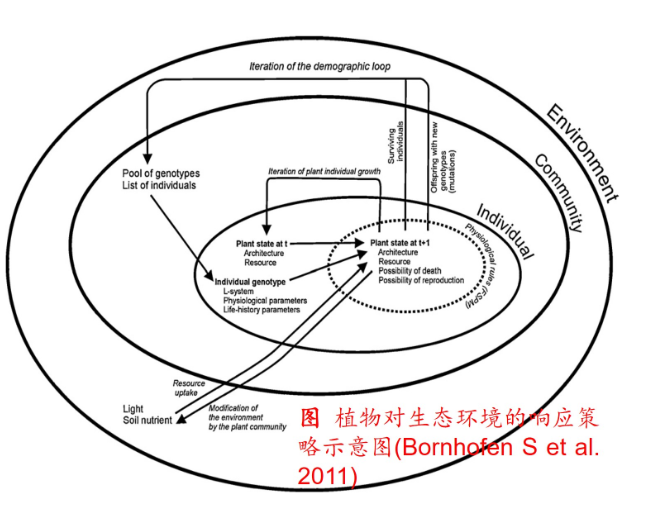 Iteration of the demographic loop
Environment
Community
Individual
Surviving
individuals
Offspring with new
genotypes
(mutations)
Pool of genotypes
List of individuals
Iteration of plant individual growth
Plant state at t
Architecture
Resource
Plant state at t+1
Architecture
Resource
Possibility of death
Possibility of reproduction
Physiological rules (FSPM)
Individual genotype
L-system
Physiological parameters
Life-history parameters
Resource
uptake
Light
Soil nutrient
Modification of
the environment
by the plant community
图 植物对生态环境的响应策
略示意图(Bornhofen S et al.
2011)